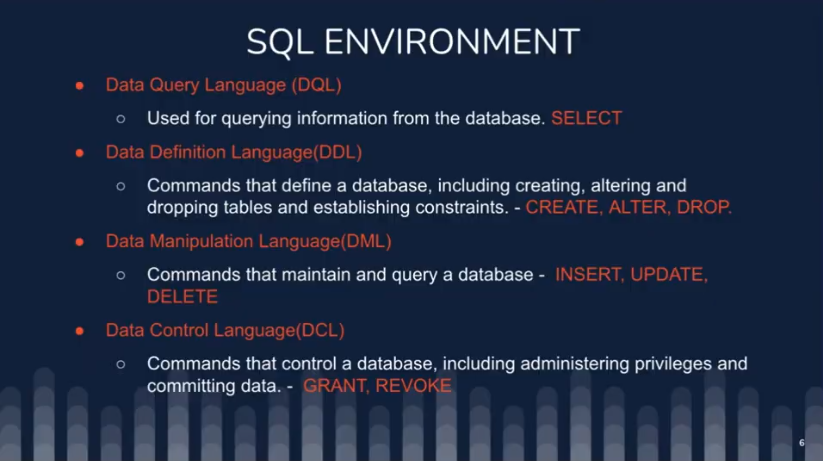 SQL ENVIRONMENT
● Data Query Language (DQL)
○ Used for querying information from the database. SELECT
● Data Definition Language(DDL)
○ Commands that define a database, including creating, altering and
dropping tables and establishing constraints. - CREATE, ALTER, DROP.
● Data Manipulation Language(DML)
○ Commands that maintain and query a database - INSERT, UPDATE,
DELETE
● Data Control Language(DCL)
○ Commands that control a database, including administering privileges and
committing data. - GRANT, REVOKE
6